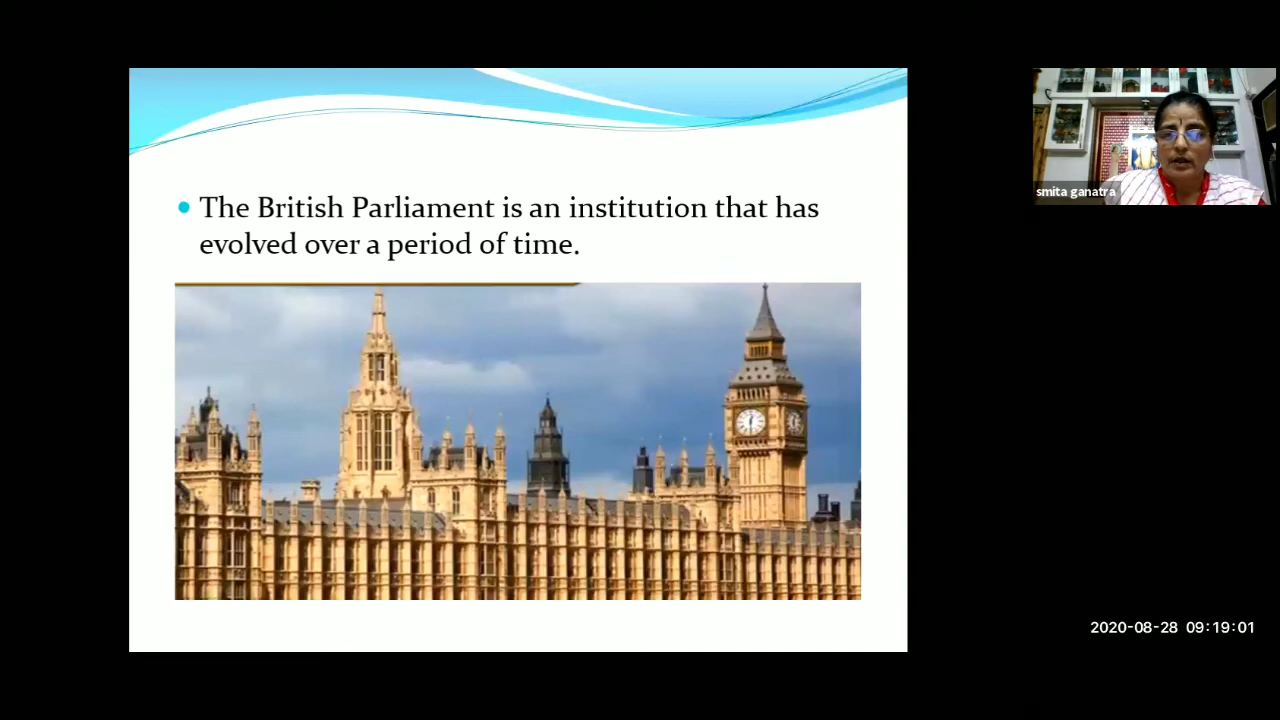 The British Parliament is an institution that has
evolved over a period of time.
smita ganatra
2020-08-28 09:19:01